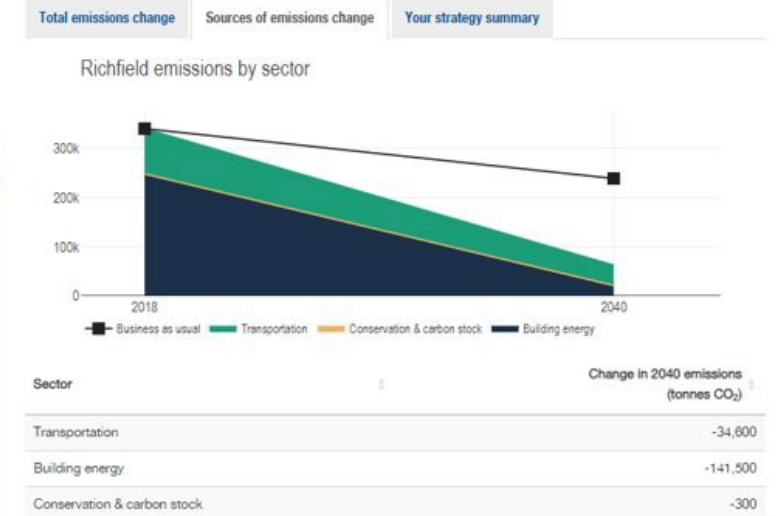 Total emissions change Sources of emissions change Your strategy summary
Richfield emissions by sector
300k
200k
100k
0
2018 2040
Business as usual Transportation Conservation & carbon stock Building energy
Sector Change in 2040 emissions
(tonnes CO₂)
Transportation -34,600
Building energy -141,500
Conservation & carbon stock -300